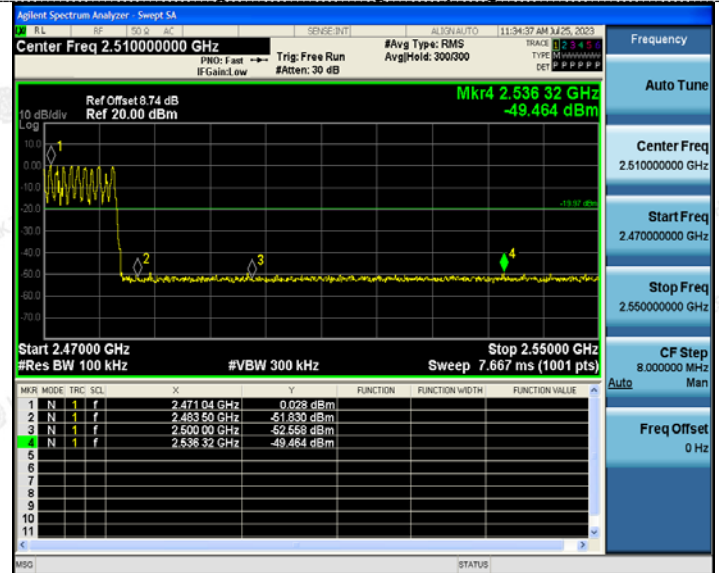 Agilent Spectrum Analyzer - Swept SA
RL RF 50 Ω AC SENSE:INT ALIGN AUTO 11:34:37 AM Jul 25, 2023
Center Freq 2.510000000 GHz
PNO: Fast
IFGain:Low
Trig: Free Run
#Atten: 30 dB
#Avg Type: RMS
Avg|Hold: 300/300
TRACE 1 2 3 4 5 6
TYPE M WWWWW
DET P P P P P P
Ref Offset 8.74 dB
10 dB/div Ref 20.00 dBm
Log
Mkr4 2.536 32 GHz
-49.464 dBm
10.0
0.00
-10.0
-20.0
-30.0
-40.0
-50.0
-60.0
-70.0
1
2
3
4
-19.97 dBm
Start 2.47000 GHz Stop 2.55000 GHz
#Res BW 100 kHz #VBW 300 kHz Sweep 7.667 ms (1001 pts)
MKR MODE TRC SCL X Y FUNCTION FUNCTION WIDTH FUNCTION VALUE
1 N 1 f 2.471 04 GHz 0.028 dBm
2 N 1 f 2.483 50 GHz -51.830 dBm
3 N 1 f 2.500 00 GHz -52.558 dBm
4 N 1 f 2.536 32 GHz -49.464 dBm
5
6
7
8
9
10
11
MSG STATUS
Frequency
Auto Tune
Center Freq
2.510000000 GHz
Start Freq
2.470000000 GHz
Stop Freq
2.550000000 GHz
CF Step
8.000000 MHz
Auto Man
Freq Offset
0 Hz